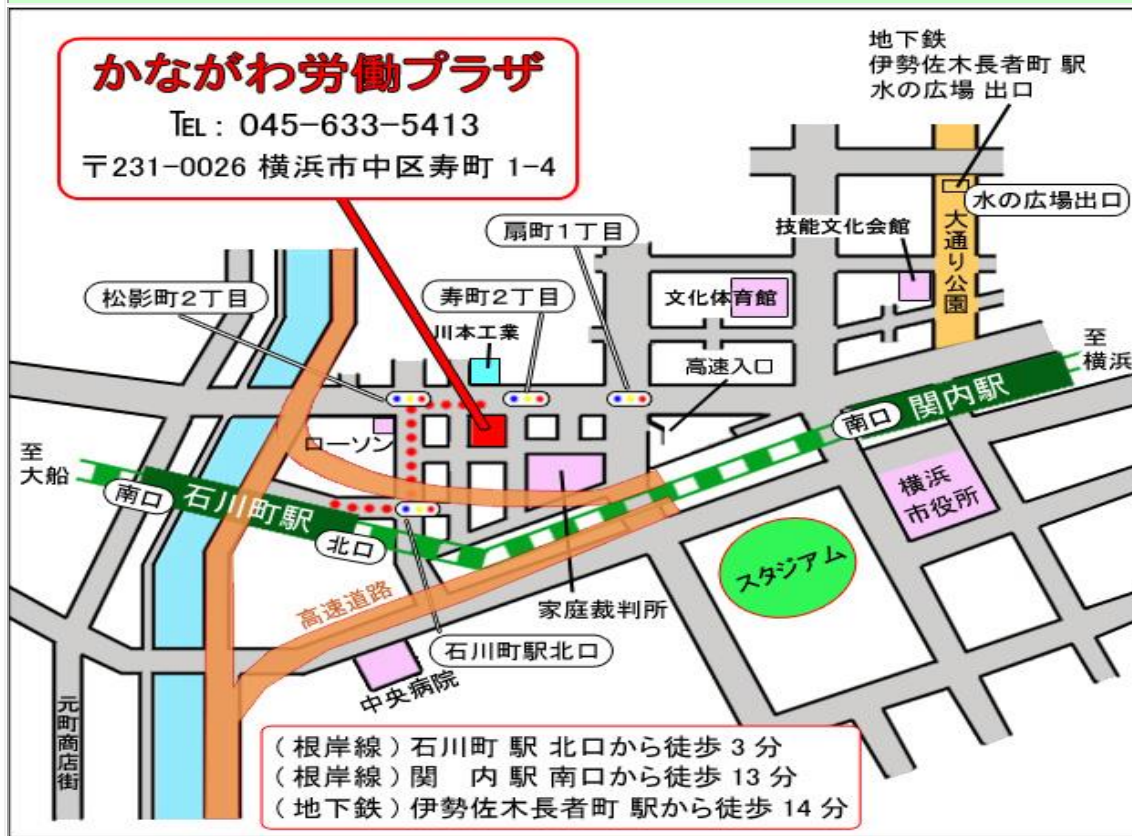 かながわ労働プラザ
TEL : 045-633-5413
〒231-0026 横浜市中区寿町 1-4
地下鉄
伊勢佐木長者町 駅
水の広場 出口
水の広場出口
大通り公園
技能文化会館
扇町1丁目
文化体育館
松影町2丁目
寿町2丁目
川本工業
高速入口
至
横浜
関内駅
南口
ローソン
至
大船
南口
石川町駅
北口
横浜
市役所
スタジアム
高速道路
家庭裁判所
石川町駅北口
中央病院
元町商店街
(根岸線) 石川町 駅 北口から徒歩 3 分
(根岸線) 関 内 駅 南口から徒歩 13 分
(地下鉄) 伊勢佐木長者町 駅から徒歩 14 分